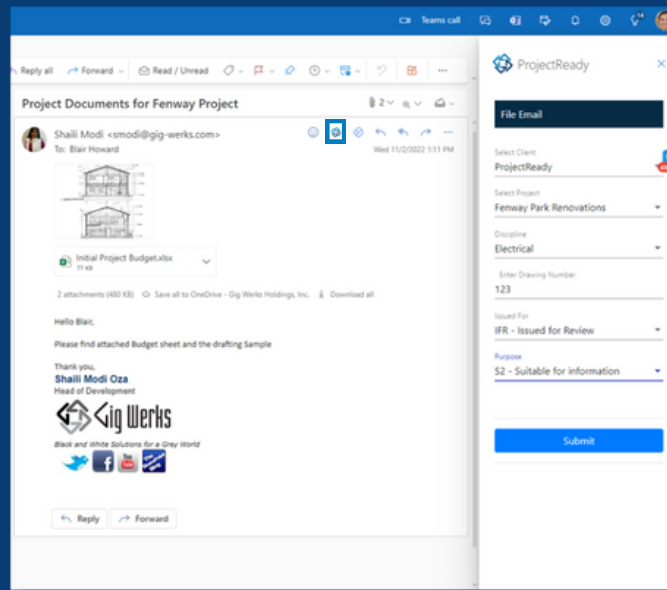 Teams call
14
Reply all Forward Read / Unread
Project Documents for Fenway Project
2
Shaili Modi <smodi@gig-werks.com>
To: Blair Howard
Wed 11/2/2022 1:11 PM
Initial Project Budget.xlsx
77 KB
2 attachments (480 KB) Save all to OneDrive - Gig Werks Holdings, Inc. Download all
Hello Blair,
Please find attached Budget sheet and the drafting Sample
Thank you,
Shaili Modi Oza
Head of Development
Gig Werks
Black and White Solutions for a Grey World
Reply Forward
ProjectReady
File Email
Select Client
ProjectReady
Select Project
Fenway Park Renovations
Discipline
Electrical
Enter Drawing Number
123
Issued For
IFR - Issued for Review
Purpose
S2 - Suitable for information
Submit